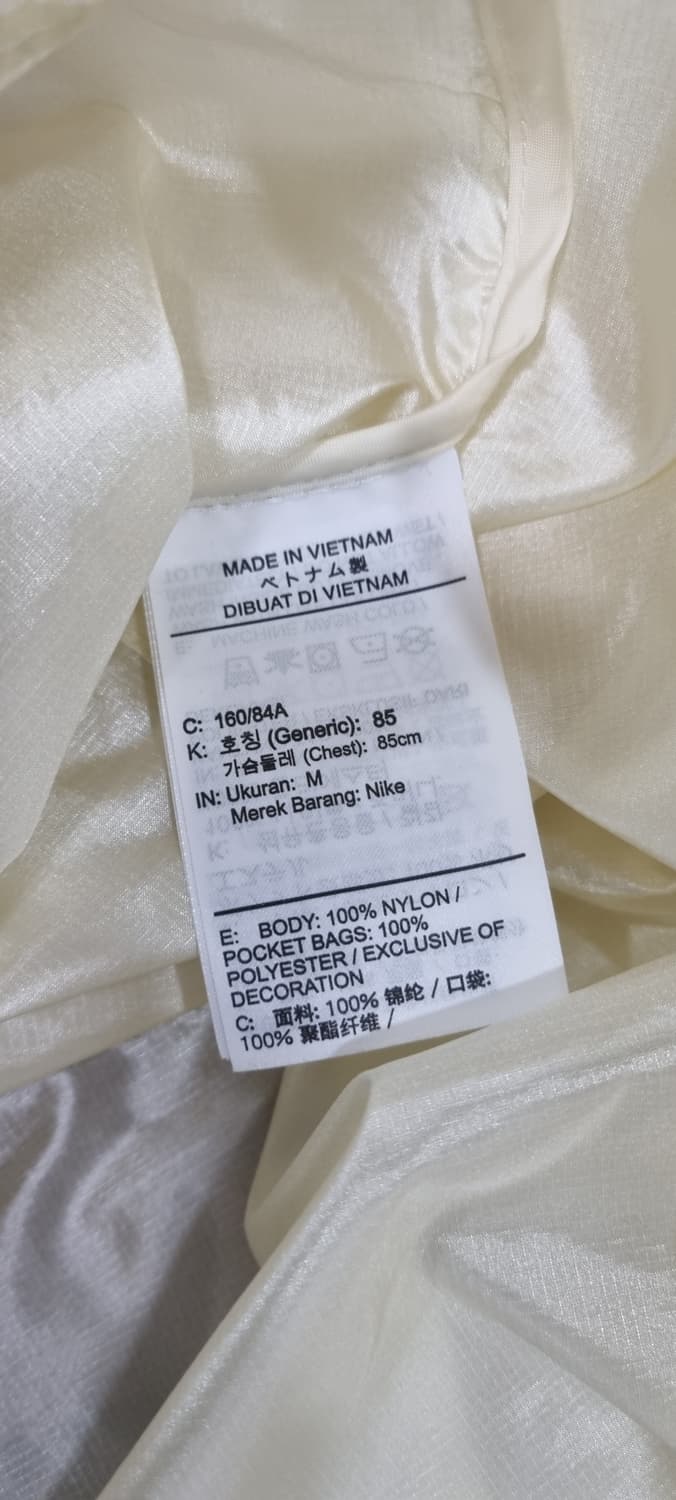 MADE IN VIETNAM
ベトナム製
DIBUAT DI VIETNAM
C: 160/84A
K: 호칭 (Generic): 85
가슴둘레 (Chest): 85cm
IN: Ukuran: M
Merek Barang: Nike
E: BODY: 100% NYLON /
POCKET BAGS: 100%
POLYESTER / EXCLUSIVE OF
DECORATION
C: 面料: 100% 锦纶 / 口袋:
100% 聚酯纤维 /